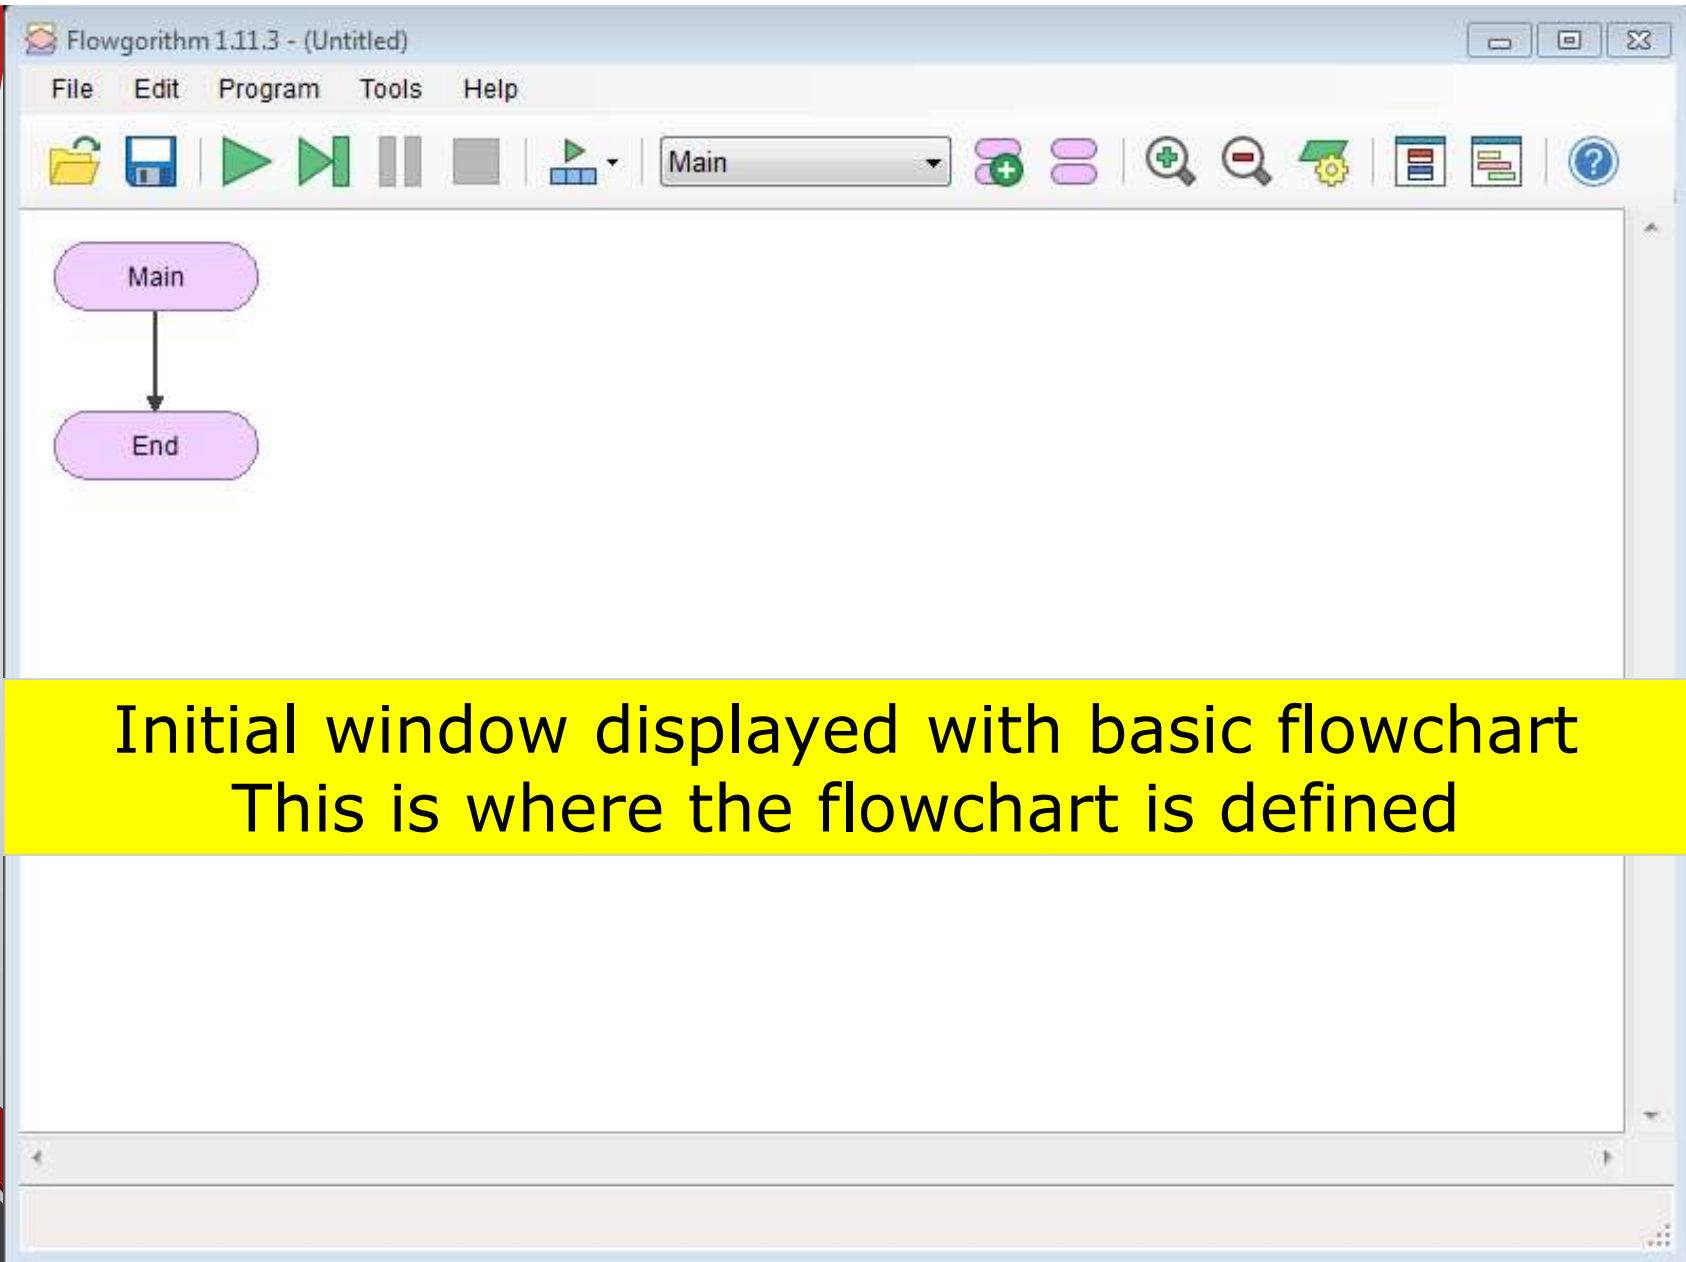 Flowgorithm 1.11.3 - (Untitled)
File Edit Program Tools Help
Main
Main
End
Initial window displayed with basic flowchart
This is where the flowchart is defined